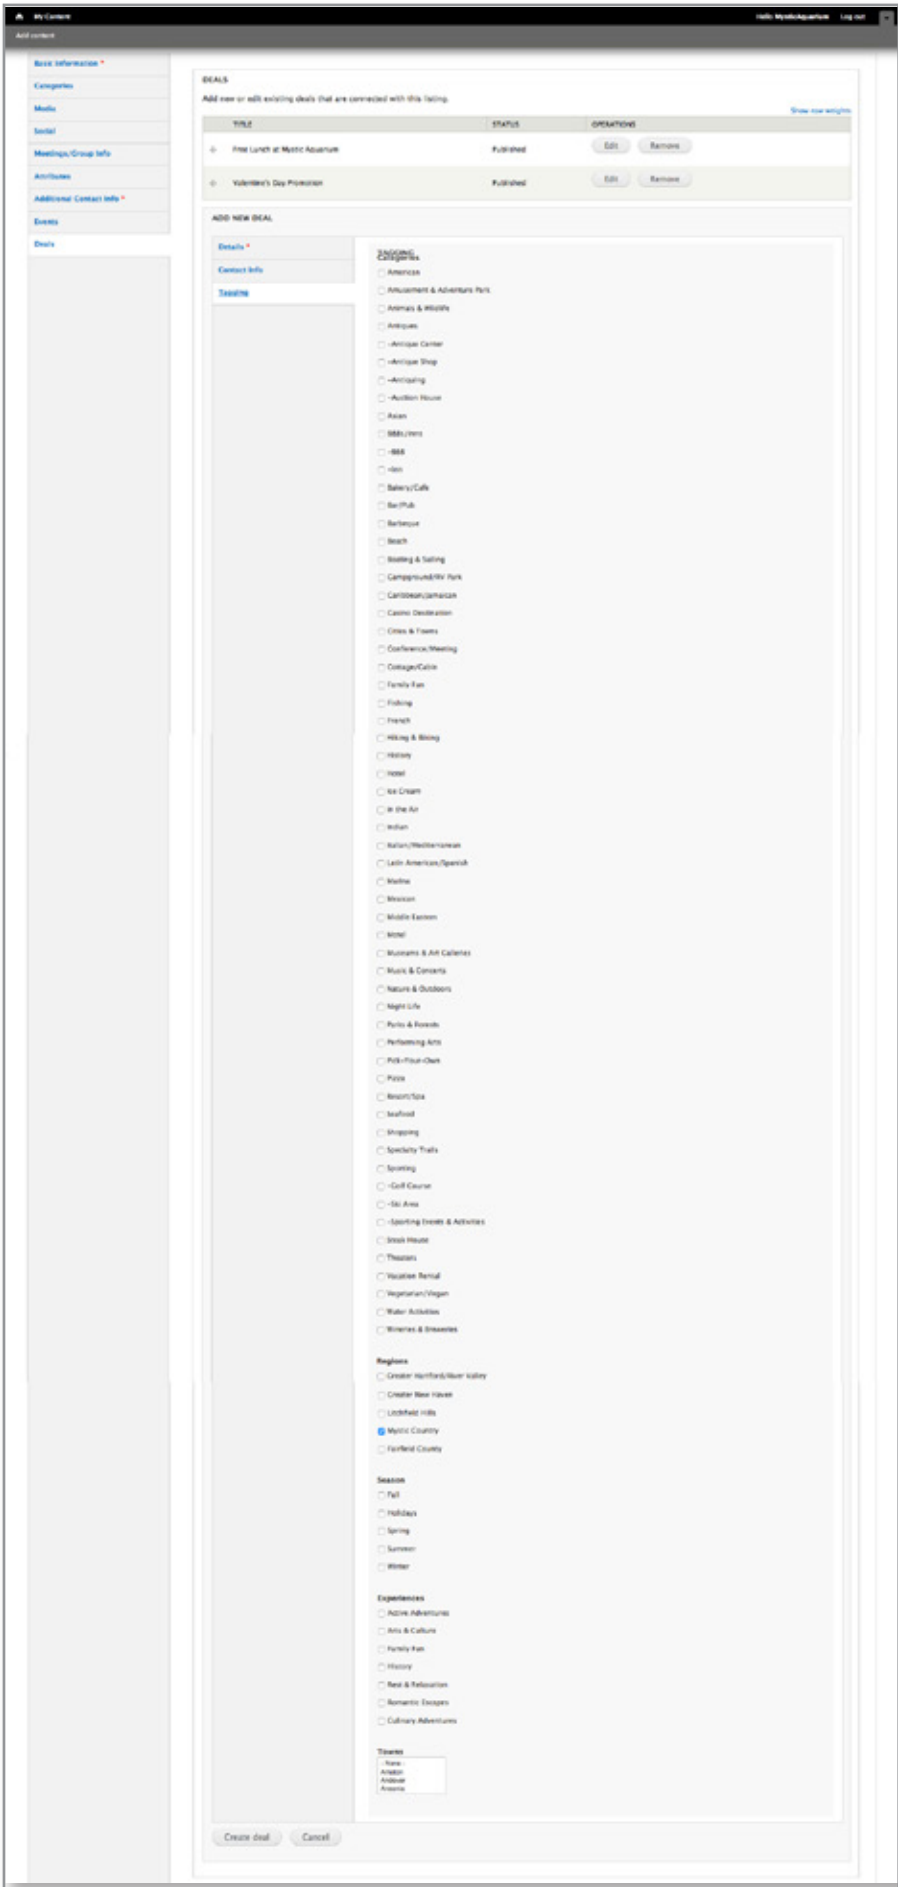 My Content
Hello MysticAquarium Log out
Add content
Basic Information *
Categories
Media
Social
Meetings/Group Info
Attributes
Additional Contact Info *
Events
Deals
DEALS
Add new or edit existing deals that are connected with this listing.
Show row weights
TITLE STATUS OPERATIONS
Free Lunch at Mystic Aquarium Published Edit Remove
Valentine's Day Promotion Published Edit Remove
ADD NEW DEAL
Details *
Contact Info
Tagging
TAGGING
Categories
American
Amusement & Adventure Park
Animals & Wildlife
Antiques
-Antique Center
-Antique Shop
-Antiquing
-Auction House
Asian
B&Bs/Inns
-B&B
-Inn
Bakery/Cafe
Bar/Pub
Barbeque
Beach
Boating & Sailing
Campground/RV Park
Caribbean/Jamaican
Casino Destination
Cities & Towns
Conference/Meeting
Cottage/Cabin
Family Fun
Fishing
French
Hiking & Biking
History
Hotel
Ice Cream
In the Air
Indian
Italian/Mediterranean
Latin American/Spanish
Marina
Mexican
Middle Eastern
Motel
Museums & Art Galleries
Music & Concerts
Nature & Outdoors
Night Life
Parks & Forests
Performing Arts
Pick-Your-Own
Pizza
Resort/Spa
Seafood
Shopping
Specialty Trails
Sporting
-Golf Course
-Ski Area
-Sporting Events & Activities
Steak House
Theaters
Vacation Rental
Vegetarian/Vegan
Water Activities
Wineries & Breweries
Regions
Greater Hartford/River Valley
Greater New Haven
Litchfield Hills
Mystic Country
Fairfield County
Season
Fall
Holidays
Spring
Summer
Winter
Experiences
Active Adventures
Arts & Culture
Family Fun
History
Rest & Relaxation
Romantic Escapes
Culinary Adventures
Towns
- None -
Amston
Andover
Ansonia
Create deal Cancel